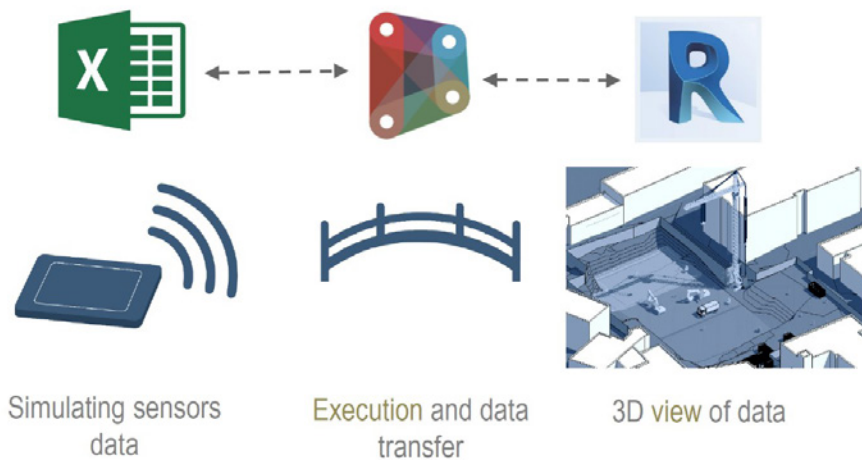 X
R
Simulating sensors
data
Execution and data
transfer
3D view of data